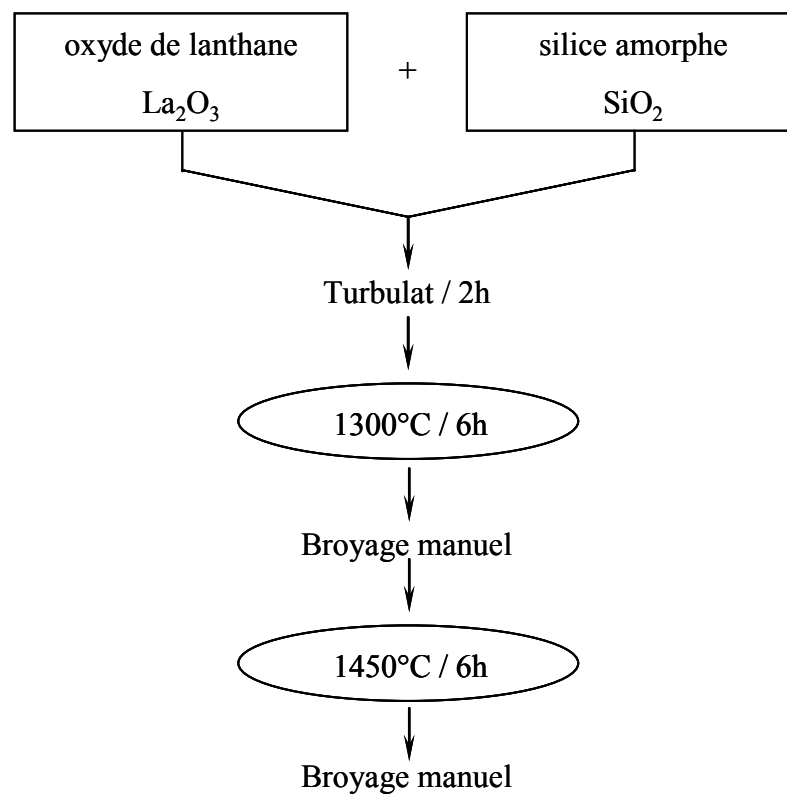 oxyde de lanthane
La₂O₃
+
silice amorphe
SiO₂
Turbulat / 2h
1300°C / 6h
Broyage manuel
1450°C / 6h
Broyage manuel